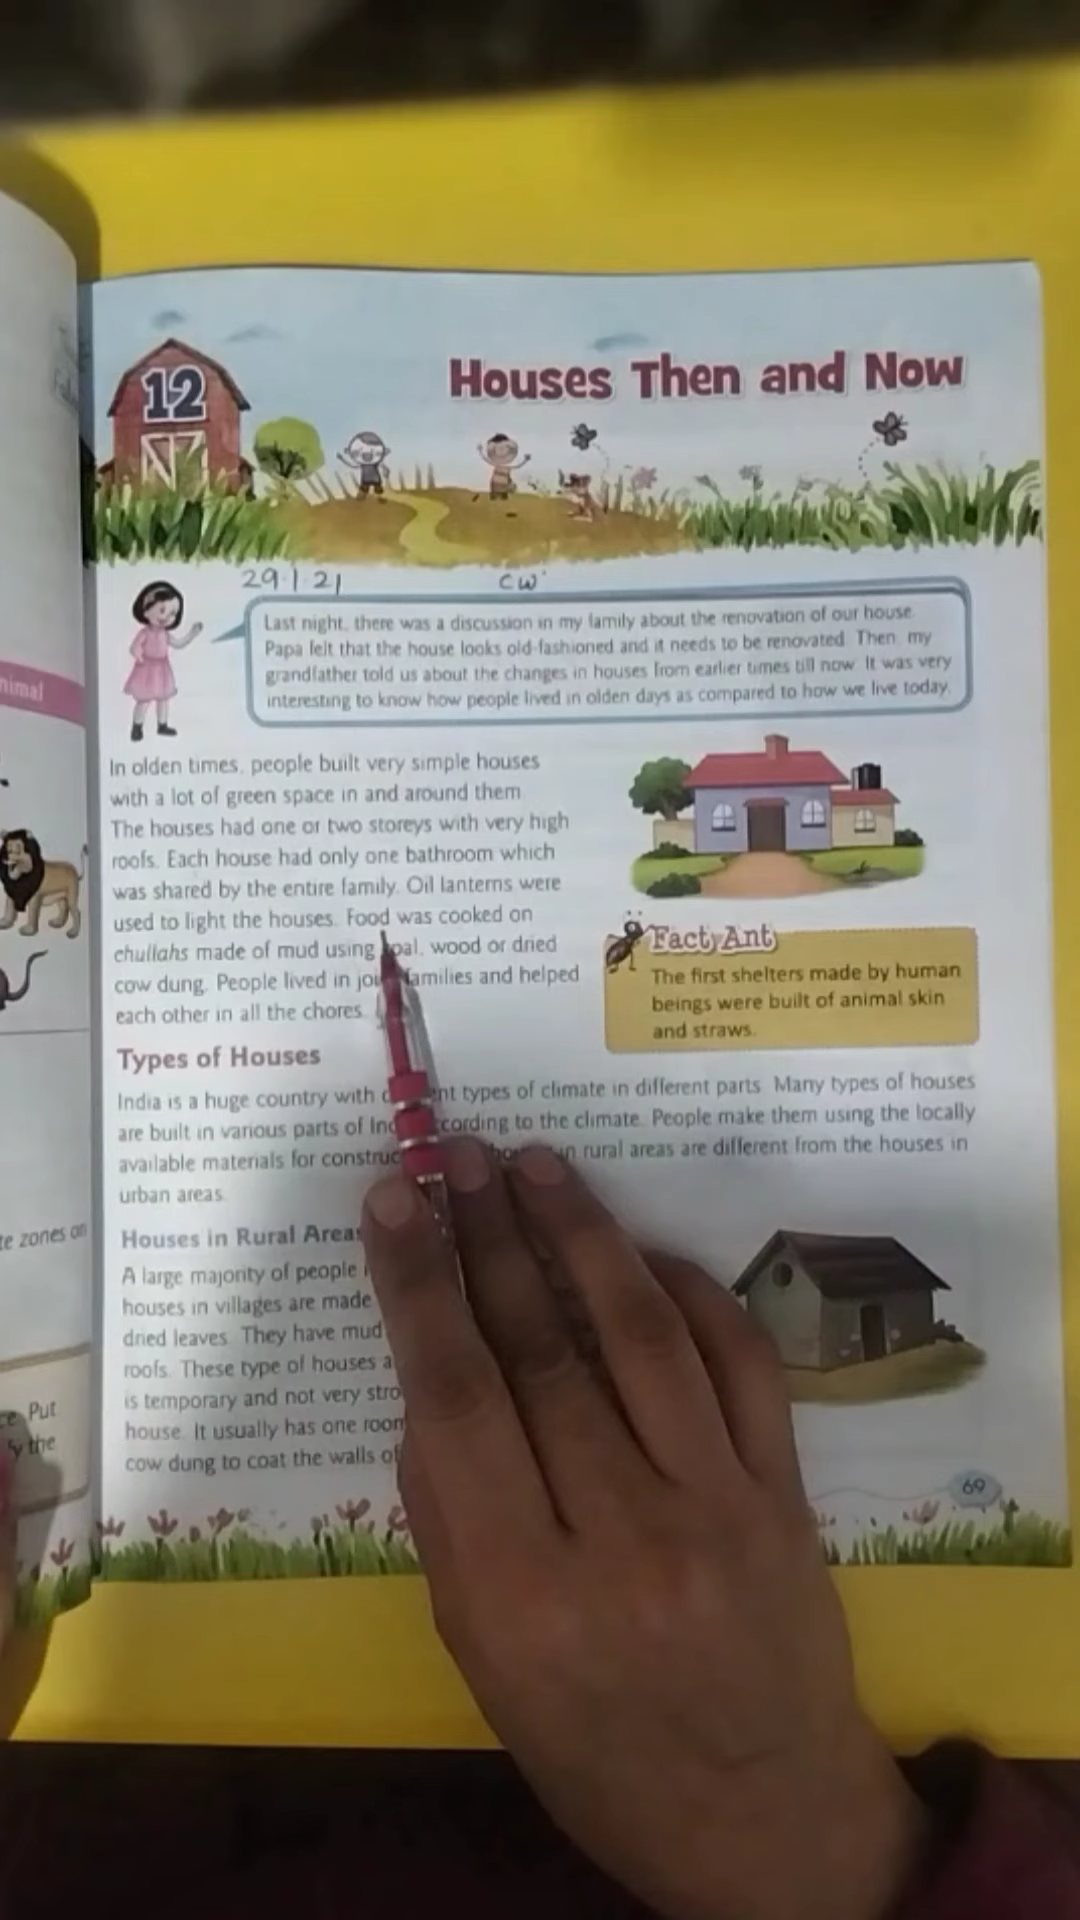 12
Houses Then and Now
29.1.21 CW
Last night, there was a discussion in my family about the renovation of our house.
Papa felt that the house looks old-fashioned and it needs to be renovated. Then, my
grandfather told us about the changes in houses from earlier times till now. It was very
interesting to know how people lived in olden days as compared to how we live today.
In olden times, people built very simple houses
with a lot of green space in and around them.
The houses had one or two storeys with very high
roofs. Each house had only one bathroom which
was shared by the entire family. Oil lanterns were
used to light the houses. Food was cooked on
chullahs made of mud using coal, wood or dried
cow dung. People lived in families and helped
each other in all the chores.
Fact Ant
The first shelters made by human
beings were built of animal skin
and straws.
Types of Houses
India is a huge country with types of climate in different parts. Many types of houses
are built in various parts of according to the climate. People make them using the locally
available materials for in rural areas are different from the houses in
urban areas.
Houses in Rural Areas
A large majority of people
houses in villages are made
dried leaves. They have mud
roofs. These type of houses
is temporary and not very
house. It usually has one room
cow dung to coat the walls of
69
nimal
te zones on
Put
the